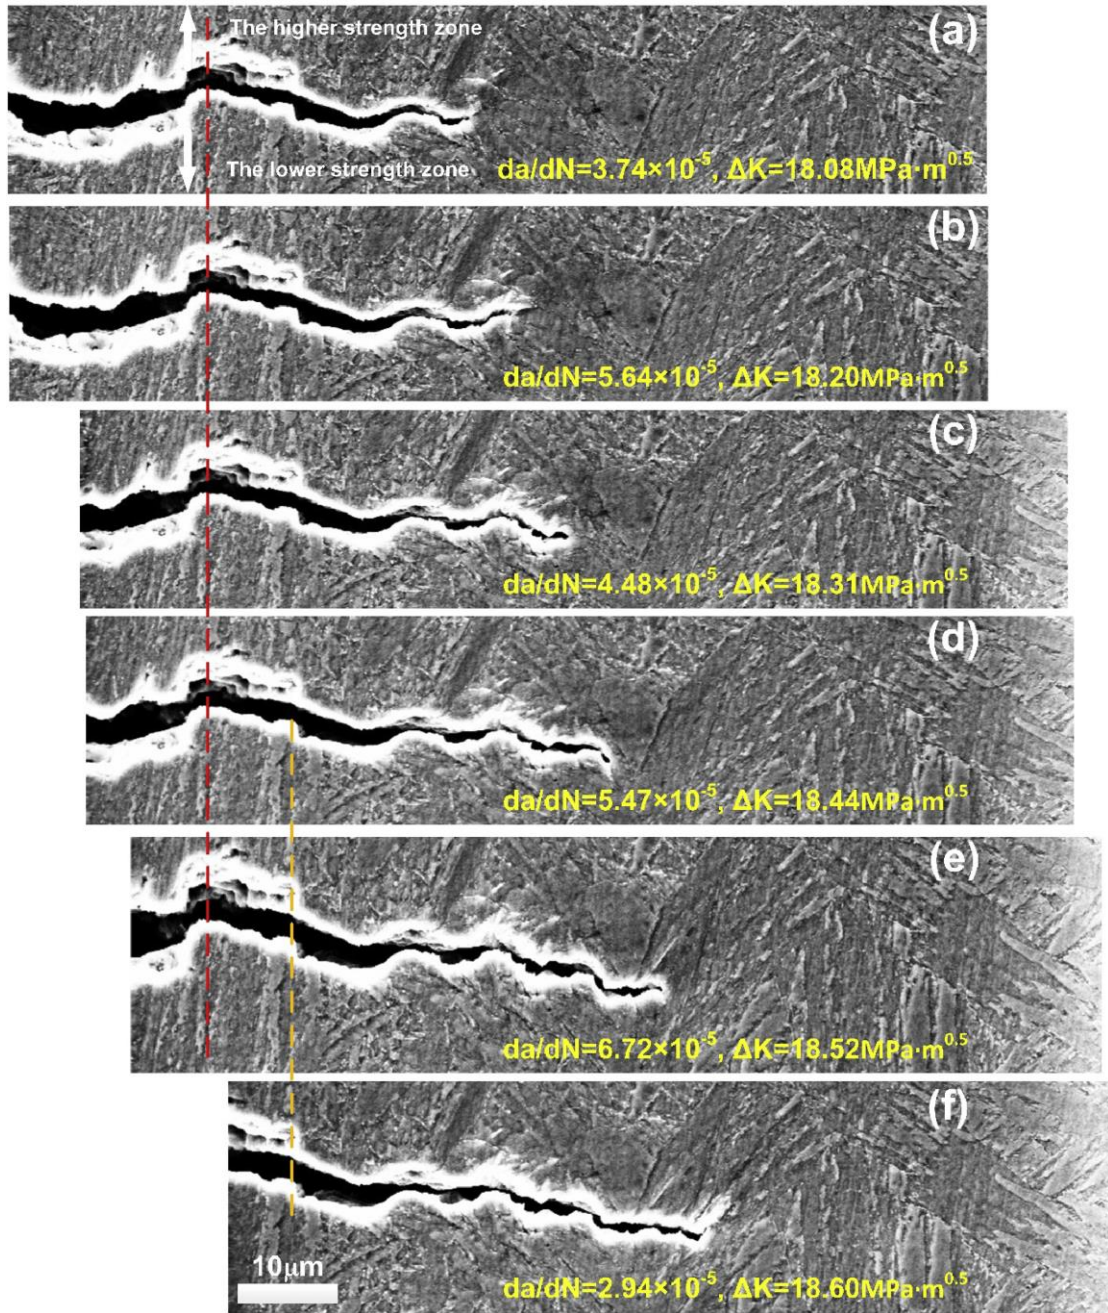 The higher strength zone
(a)
The lower strength zone
da/dN=3.74×10⁻⁵, ΔK=18.08MPa·m⁰·⁵
(b)
da/dN=5.64×10⁻⁵, ΔK=18.20MPa·m⁰·⁵
(c)
da/dN=4.48×10⁻⁵, ΔK=18.31MPa·m⁰·⁵
(d)
da/dN=5.47×10⁻⁵, ΔK=18.44MPa·m⁰·⁵
(e)
da/dN=6.72×10⁻⁵, ΔK=18.52MPa·m⁰·⁵
(f)
10μm
da/dN=2.94×10⁻⁵, ΔK=18.60MPa·m⁰·⁵